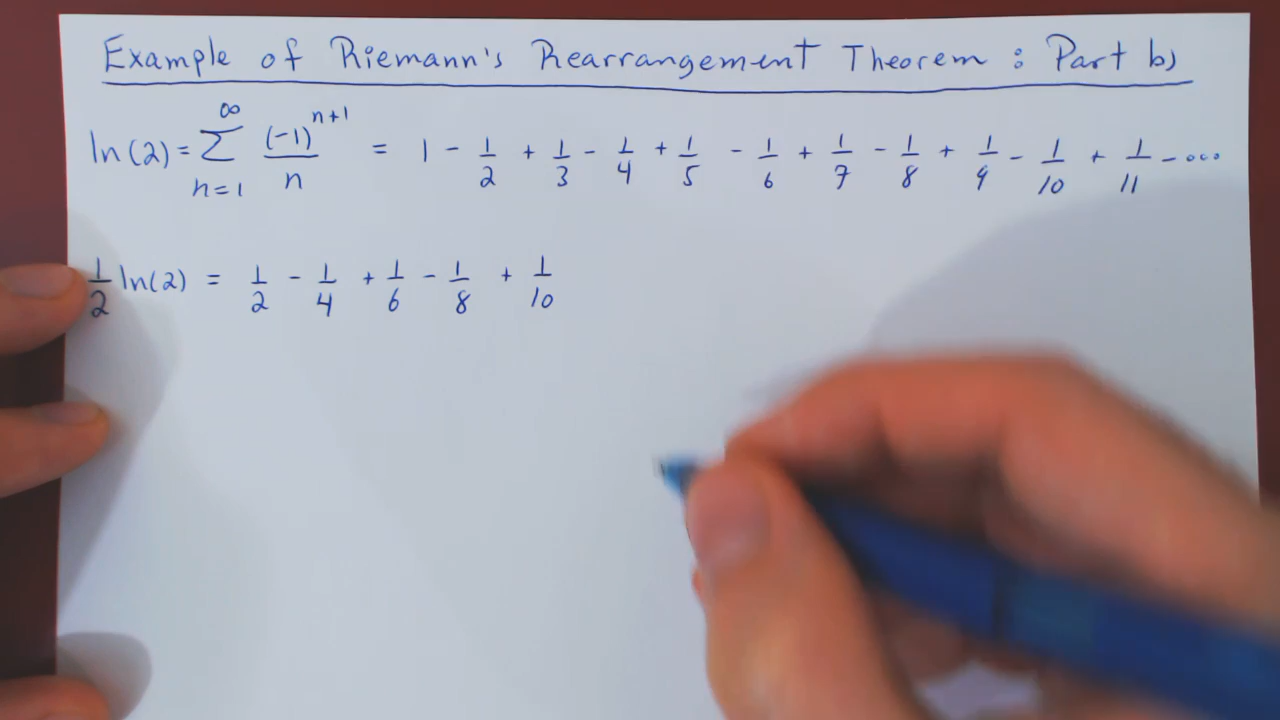 Example of Riemann's Rearrangement Theorem : Part b)
ln(2) = ∞ Σ n=1 (-1)^(n+1)/n = 1 - 1/2 + 1/3 - 1/4 + 1/5 - 1/6 + 1/7 - 1/8 + 1/9 - 1/10 + 1/11 - ...
1/2 ln(2) = 1/2 - 1/4 + 1/6 - 1/8 + 1/10